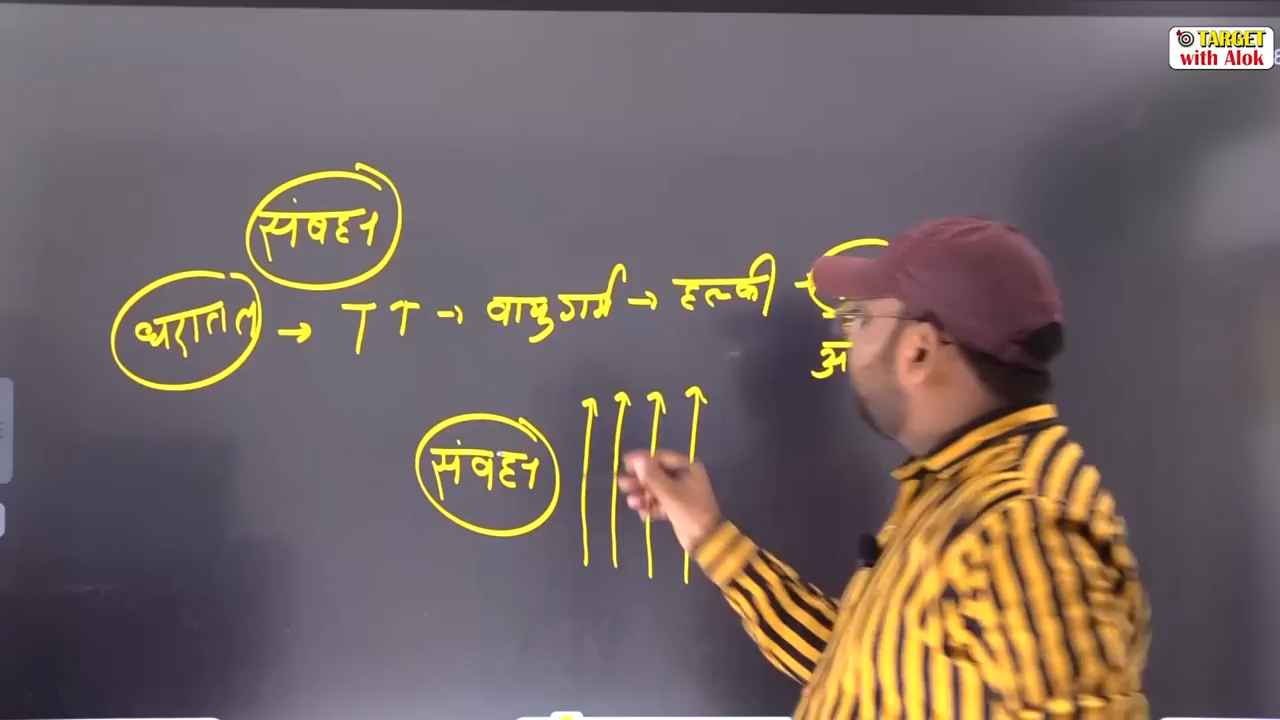 TARGET
with Alok
संवहन
धरातल → T ↑ → वायु गर्म → हल्की →
संवहन